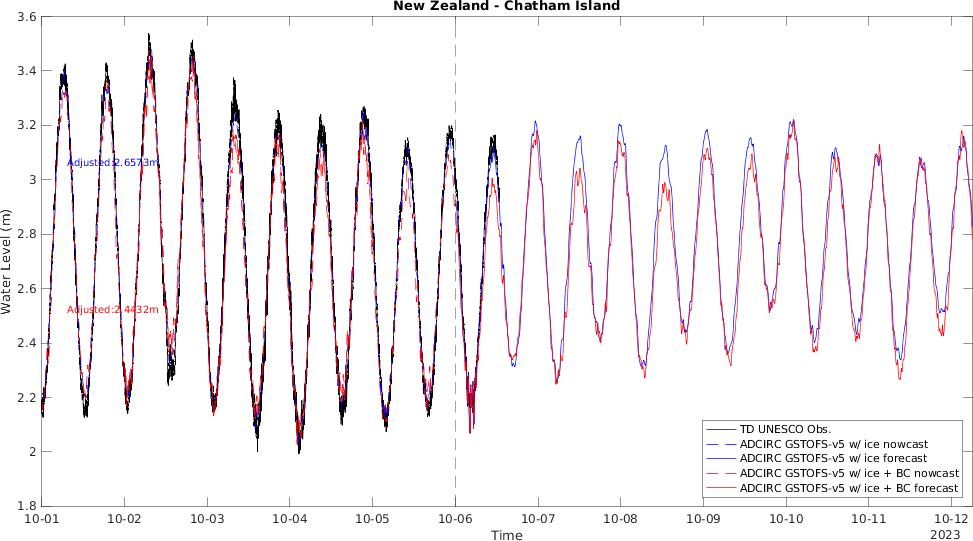 New Zealand - Chatham Island
3.6
3.4
3.2
3
2.8
2.6
2.4
2.2
2
1.8
Water Level (m)
Adjusted:2.6573m
Adjusted:2.4432m
TD UNESCO Obs.
ADCIRC GSTOFS-v5 w/ ice nowcast
ADCIRC GSTOFS-v5 w/ ice forecast
ADCIRC GSTOFS-v5 w/ ice + BC nowcast
ADCIRC GSTOFS-v5 w/ ice + BC forecast
10-01 10-02 10-03 10-04 10-05 10-06 10-07 10-08 10-09 10-10 10-11 10-12
Time
2023